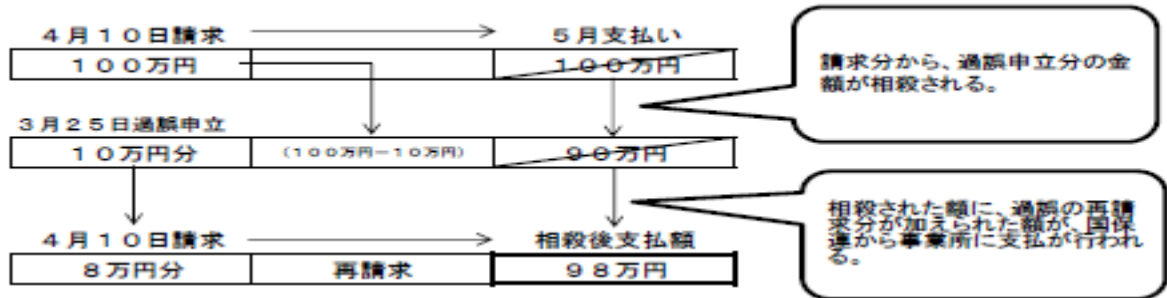 4月10日請求
5月支払い
100万円
100万円
請求分から、過誤申立分の金
額が相殺される。
3月25日過誤申立
10万円分
(100万円－10万円)
90万円
相殺された額に、過誤の再請
求分が加えられた額が、国保
連から事業所に支払が行われ
る。
4月10日請求
相殺後支払額
8万円分
再請求
98万円